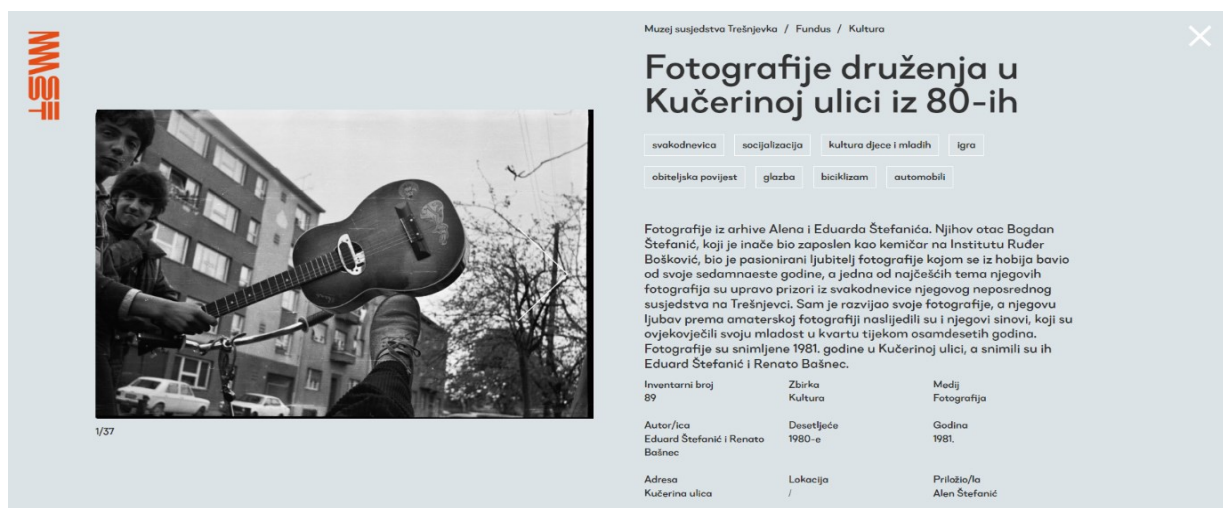 MMST
Muzej susjedstva Trešnjevka / Fundus / Kultura
Fotografije druženja u
Kučerinoj ulici iz 80-ih
svakodnevica socijalizacija kultura djece i mladih igra
obiteljska povijest glazba biciklizam automobili
Fotografije iz arhive Alena i Eduarda Štefanića. Njihov otac Bogdan
Štefanić, koji je inače bio zaposlen kao kemičar na Institutu Ruđer
Bošković, bio je pasionirani ljubitelj fotografije kojom se iz hobija bavio
od svoje sedamnaeste godine, a jedna od najčešćih tema njegovih
fotografija su upravo prizori iz svakodnevice njegovog neposrednog
susjedstva na Trešnjevci. Sam je razvijao svoje fotografije, a njegovu
ljubav prema amaterskoj fotografiji naslijedili su i njegovi sinovi, koji su
ovjekovječili svoju mladost u kvartu tijekom osamdesetih godina.
Fotografije su snimljene 1981. godine u Kučerinoj ulici, a snimili su ih
Eduard Štefanić i Renato Bašnec.
Inventarni broj Zbirka Medij
89 Kultura Fotografija
Autor/ica Desetljeće Godina
Eduard Štefanić i Renato 1980-e 1981.
Bašnec
Adresa Lokacija Priložio/la
Kučerina ulica / Alen Štefanić
1/37